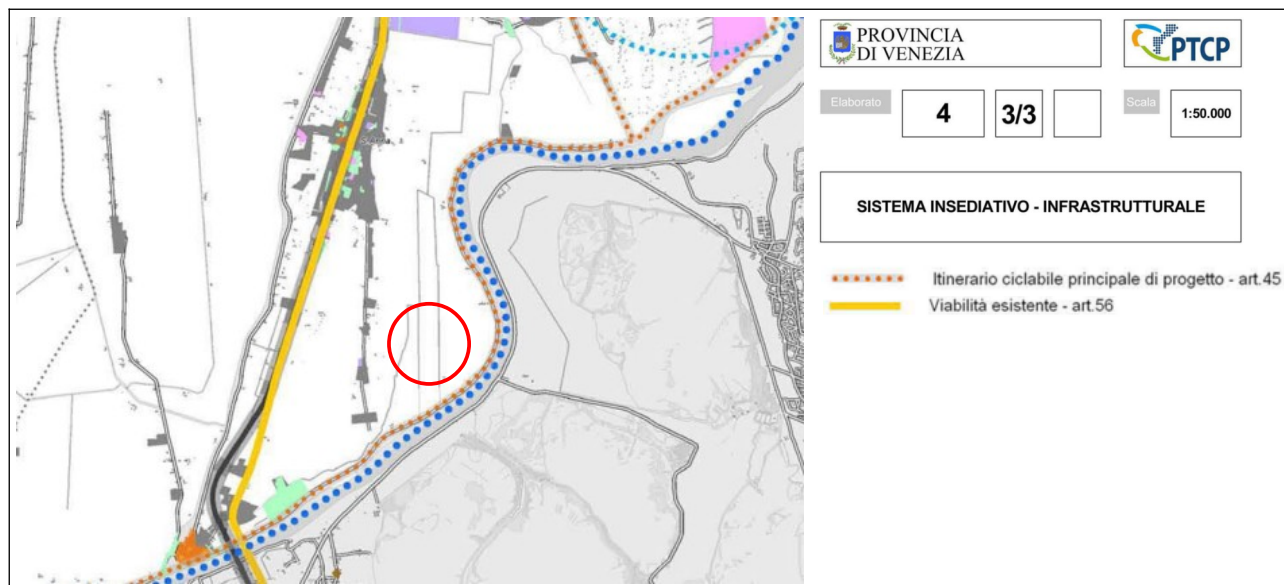 PROVINCIA
DI VENEZIA
PTCP
Elaborato
4
3/3
Scala
1:50.000
SISTEMA INSEDIATIVO - INFRASTRUTTURALE
Itinerario ciclabile principale di progetto - art.45
Viabilità esistente - art.56